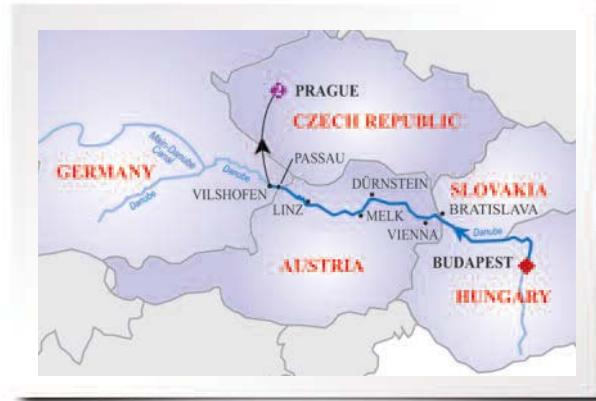 2
PRAGUE
CZECH REPUBLIC
Main-Danube
Canal
PASSAU
Danube
GERMANY
VILSHOFEN
DÜRNSTEIN
SLOVAKIA
Danube
LINZ
MELK
BRATISLAVA
VIENNA
Danube
AUSTRIA
BUDAPEST
HUNGARY